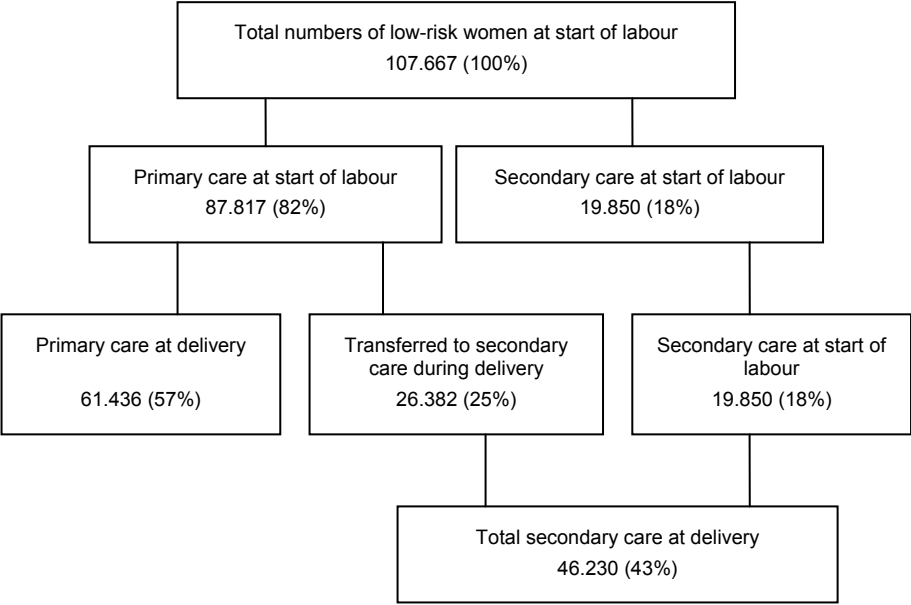 Total numbers of low-risk women at start of labour
107.667 (100%)
Primary care at start of labour
87.817 (82%)
Secondary care at start of labour
19.850 (18%)
Primary care at delivery
61.436 (57%)
Transferred to secondary
care during delivery
26.382 (25%)
Secondary care at start of
labour
19.850 (18%)
Total secondary care at delivery
46.230 (43%)